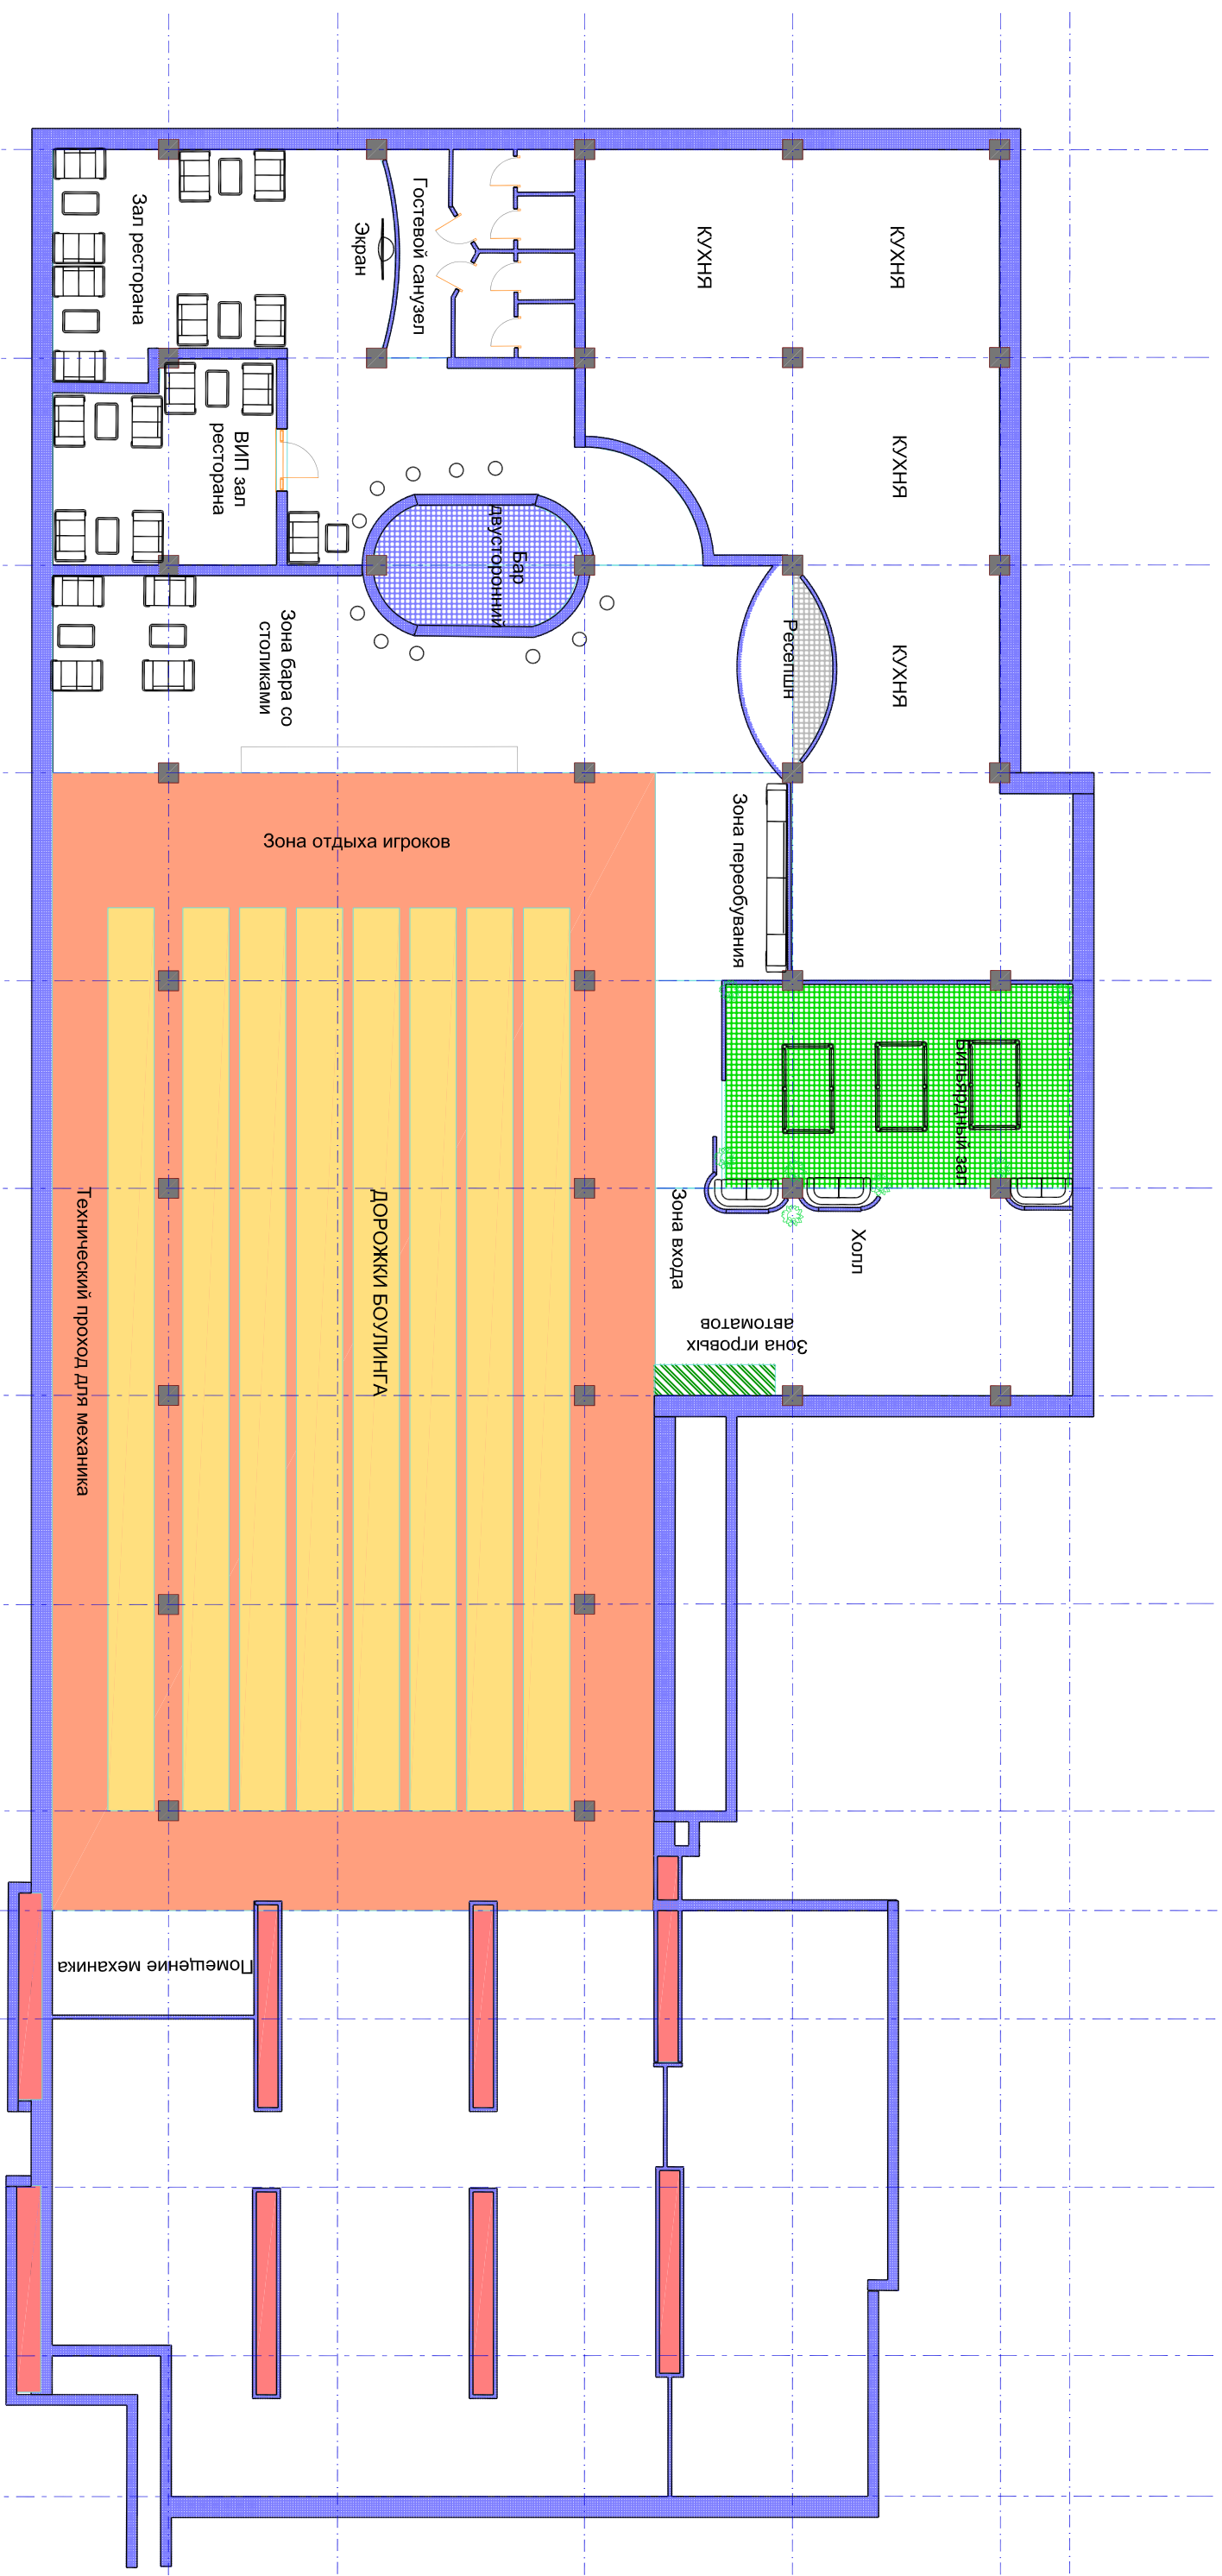 Зал ресторана
Экран
Гостевой санузел
КУХНЯ
КУХНЯ
ВИП зал
ресторана
КУХНЯ
Бар
двусторонний
Зона бара со
столиками
Ресепшн
КУХНЯ
Зона отдыха игроков
Зона переобувания
Бильярдный зал
Технический проход для механика
ДОРОЖКИ БОУЛИНГА
Зона входа
Холл
Зона игровых
автоматов
Помещение механика